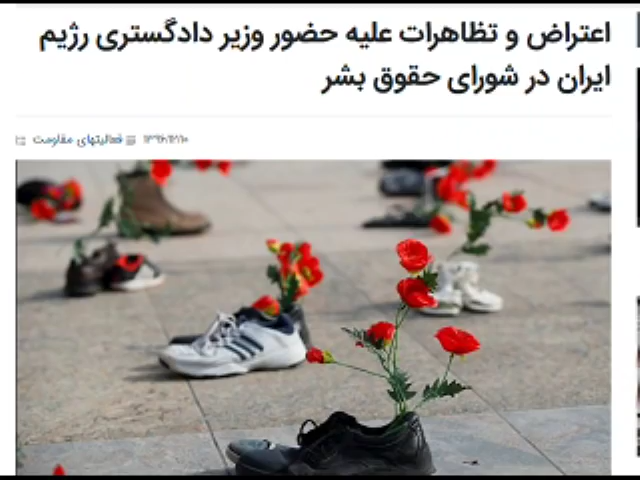 اعتراض و تظاهرات علیه حضور وزیر دادگستری رژیم
ایران در شورای حقوق بشر
فعالیتهای مقاومت